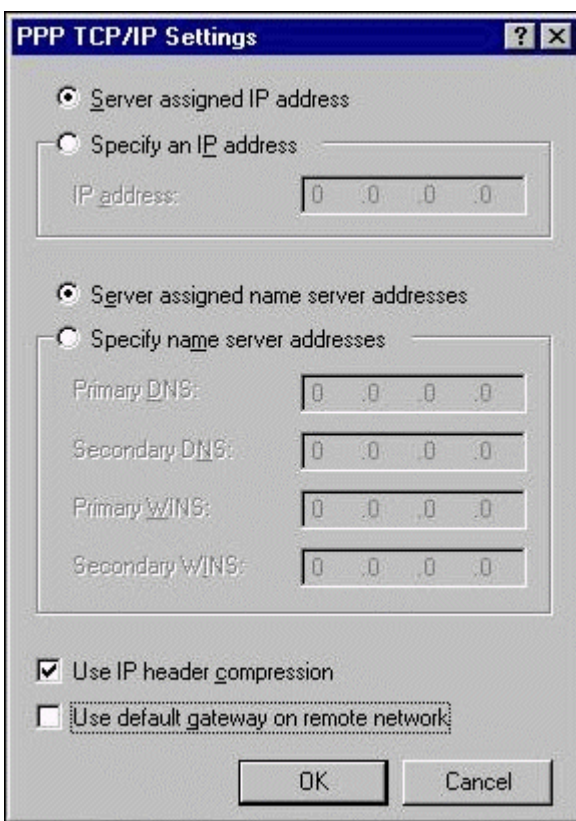 PPP TCP/IP Settings ? ×
Server assigned IP address
Specify an IP address
IP address: 0 .0 .0 .0
Server assigned name server addresses
Specify name server addresses
Primary DNS: 0 .0 .0 .0
Secondary DNS: 0 .0 .0 .0
Primary WINS: 0 .0 .0 .0
Secondary WINS: 0 .0 .0 .0
Use IP header compression
Use default gateway on remote network
OK Cancel